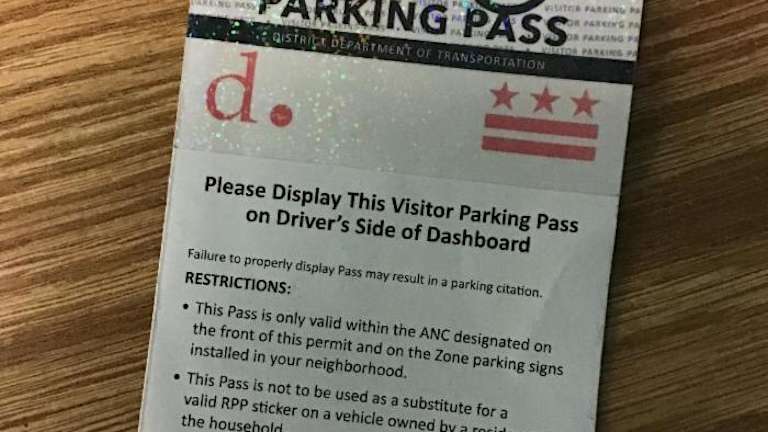 PARKING PASS
DISTRICT DEPARTMENT OF TRANSPORTATION
d.
Please Display This Visitor Parking Pass
on Driver's Side of Dashboard
Failure to properly display Pass may result in a parking citation.
RESTRICTIONS:
• This Pass is only valid within the ANC designated on
the front of this permit and on the Zone parking signs
installed in your neighborhood.
• This Pass is not to be used as a substitute for a
valid RPP sticker on a vehicle owned by a
the household